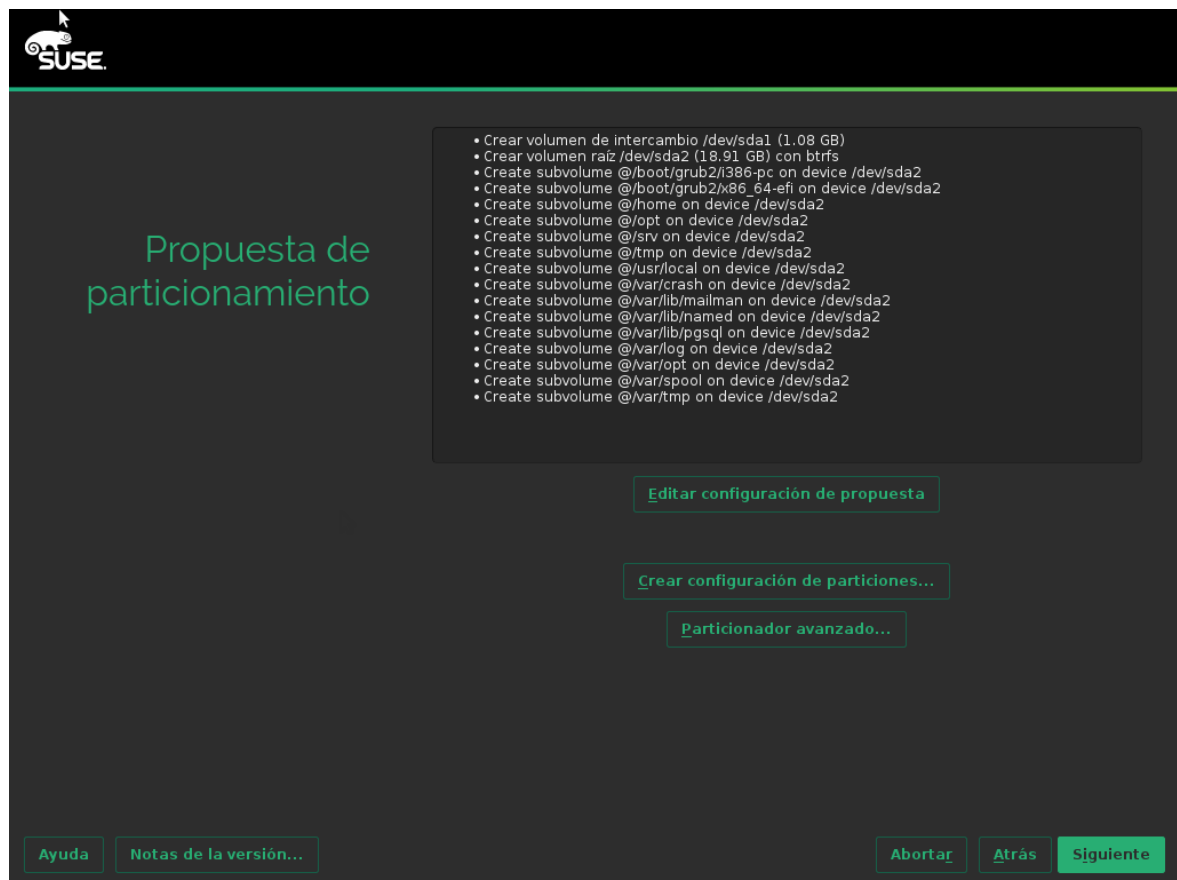 SUSE.
Propuesta de
particionamiento
• Crear volumen de intercambio /dev/sda1 (1.08 GB)
• Crear volumen raíz /dev/sda2 (18.91 GB) con btrfs
• Create subvolume @/boot/grub2/i386-pc on device /dev/sda2
• Create subvolume @/boot/grub2/x86_64-efi on device /dev/sda2
• Create subvolume @/home on device /dev/sda2
• Create subvolume @/opt on device /dev/sda2
• Create subvolume @/srv on device /dev/sda2
• Create subvolume @/tmp on device /dev/sda2
• Create subvolume @/usr/local on device /dev/sda2
• Create subvolume @/var/crash on device /dev/sda2
• Create subvolume @/var/lib/mailman on device /dev/sda2
• Create subvolume @/var/lib/named on device /dev/sda2
• Create subvolume @/var/lib/pgsql on device /dev/sda2
• Create subvolume @/var/log on device /dev/sda2
• Create subvolume @/var/opt on device /dev/sda2
• Create subvolume @/var/spool on device /dev/sda2
• Create subvolume @/var/tmp on device /dev/sda2
Editar configuración de propuesta
Crear configuración de particiones...
Particionador avanzado...
Ayuda Notas de la versión... Abortar Atrás Siguiente